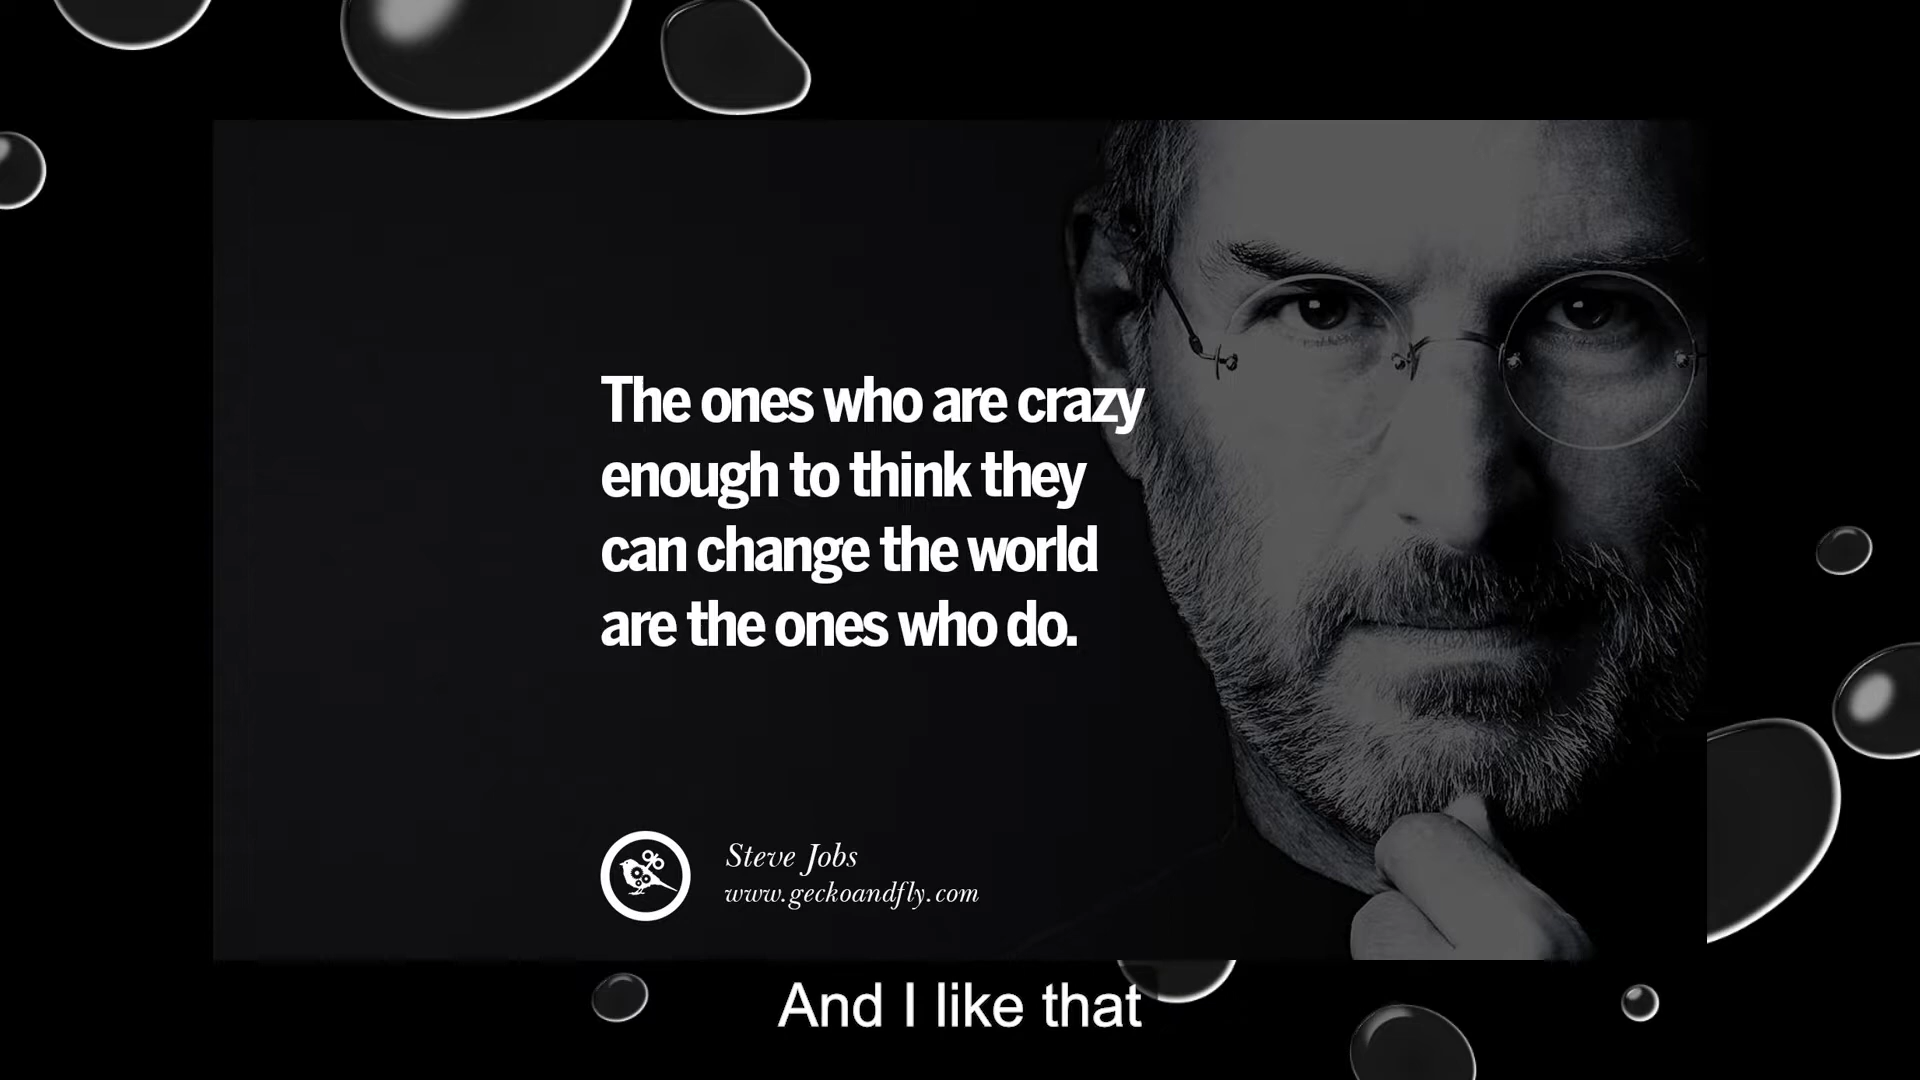 The ones who are crazy
enough to think they
can change the world
are the ones who do.
Steve Jobs
www.geckoandfly.com
And I like that